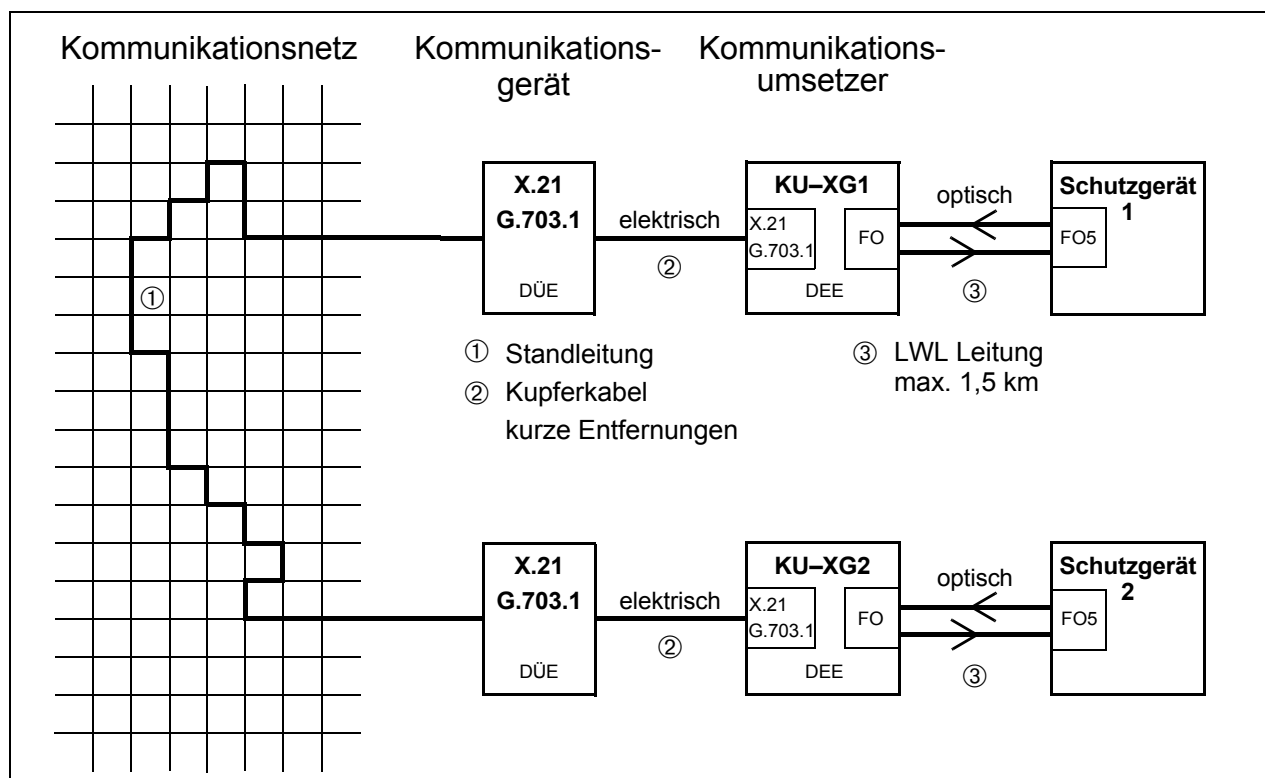 Kommunikationsnetz
Kommunikations-
gerät
Kommunikations-
umsetzer
X.21
G.703.1
DÜE
elektrisch
②
KU–XG1
X.21
G.703.1
FO
DEE
optisch
③
Schutzgerät
1
FO5
①
① Standleitung
② Kupferkabel
kurze Entfernungen
③ LWL Leitung
max. 1,5 km
X.21
G.703.1
DÜE
elektrisch
②
KU–XG2
X.21
G.703.1
FO
DEE
optisch
③
Schutzgerät
2
FO5